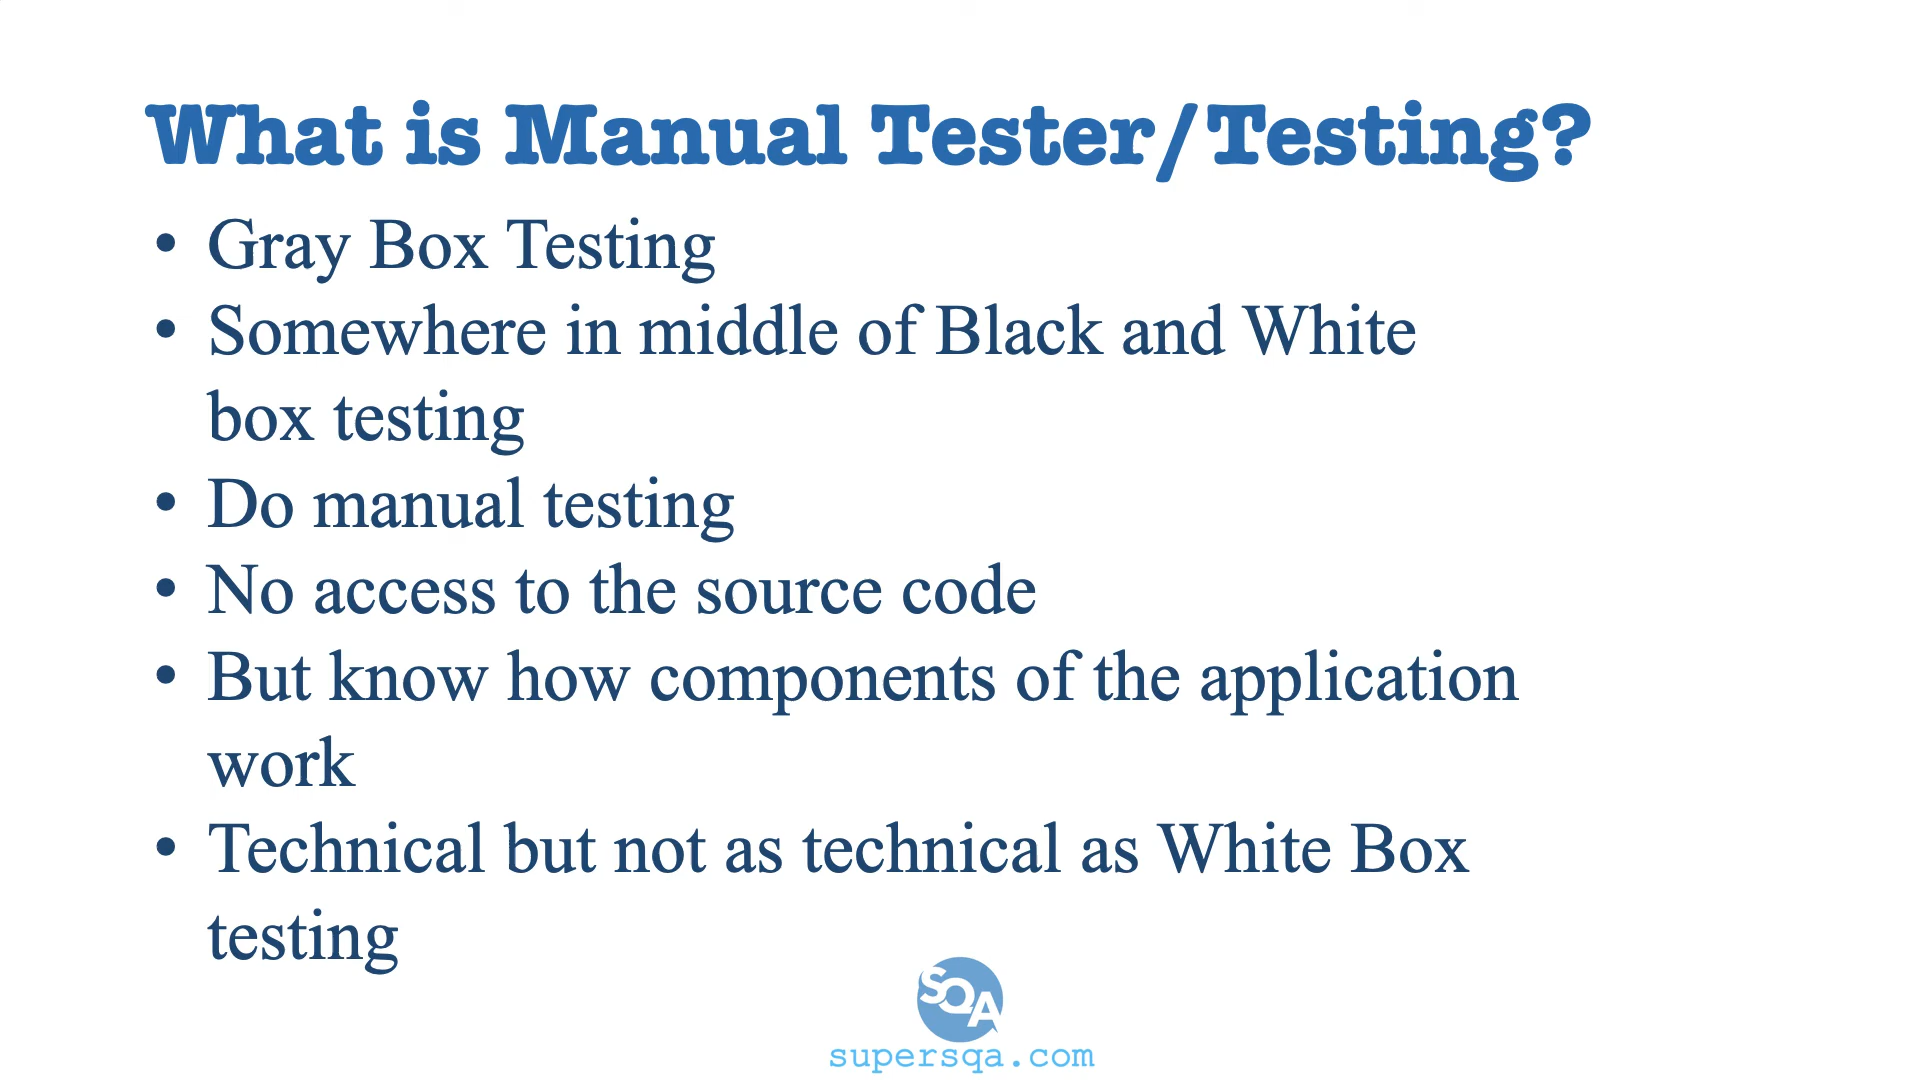 What is Manual Tester/Testing?
• Gray Box Testing
• Somewhere in middle of Black and White
box testing
• Do manual testing
• No access to the source code
• But know how components of the application
work
• Technical but not as technical as White Box
testing
SQA
supersqa.com